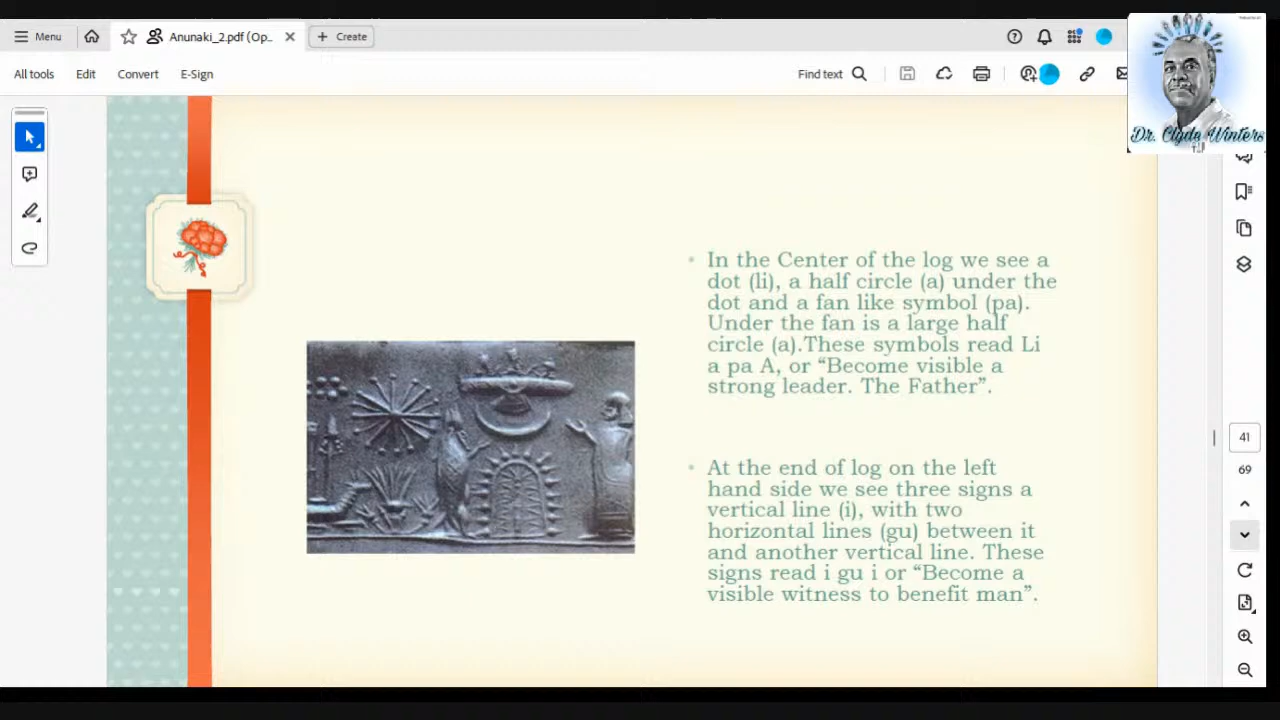 Menu
Anunaki_2.pdf (Op...
Create
All tools
Edit
Convert
E-Sign
Find text
Dr. Clyde Winters
In the Center of the log we see a
dot (li), a half circle (a) under the
dot and a fan like symbol (pa).
Under the fan is a large half
circle (a).These symbols read Li
a pa A, or “Become visible a
strong leader. The Father”.
At the end of log on the left
hand side we see three signs a
vertical line (i), with two
horizontal lines (gu) between it
and another vertical line. These
signs read i gu i or “Become a
visible witness to benefit man”.
41
69